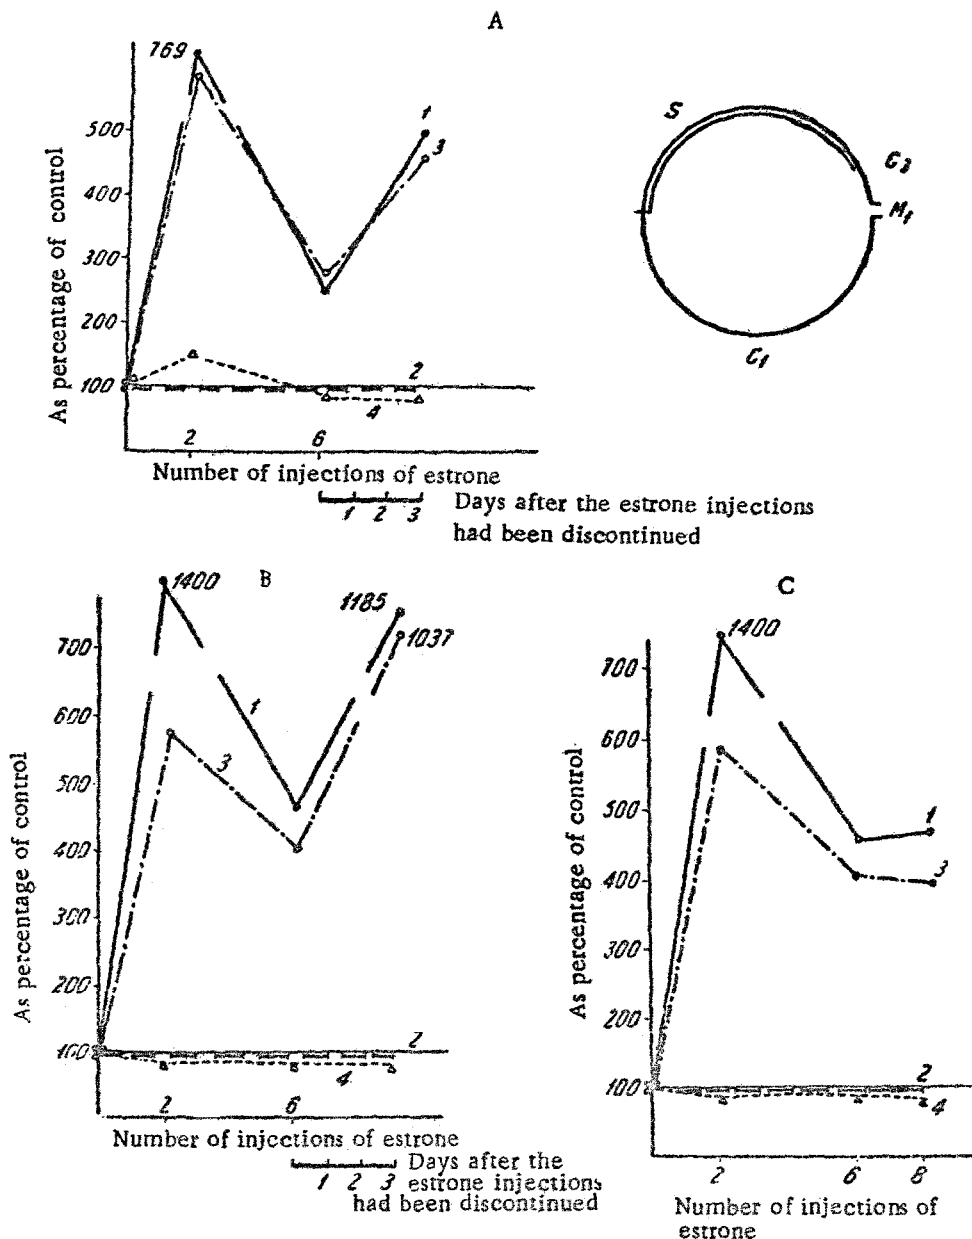 A
As percentage of control
769
500
400
300
200
100
1
3
2
4
2
6
Number of injections of estrone
1 2 3
Days after the estrone injections
had been discontinued
S
G2
M1
G1
B
As percentage of control
1400
1185
1037
700
600
500
400
300
200
100
1
3
2
4
2
6
Number of injections of estrone
1 2 3
Days after the
estrone injections
had been discontinued
C
As percentage of control
1400
700
600
500
400
300
200
100
1
3
2
4
2 6 8
Number of injections of
estrone